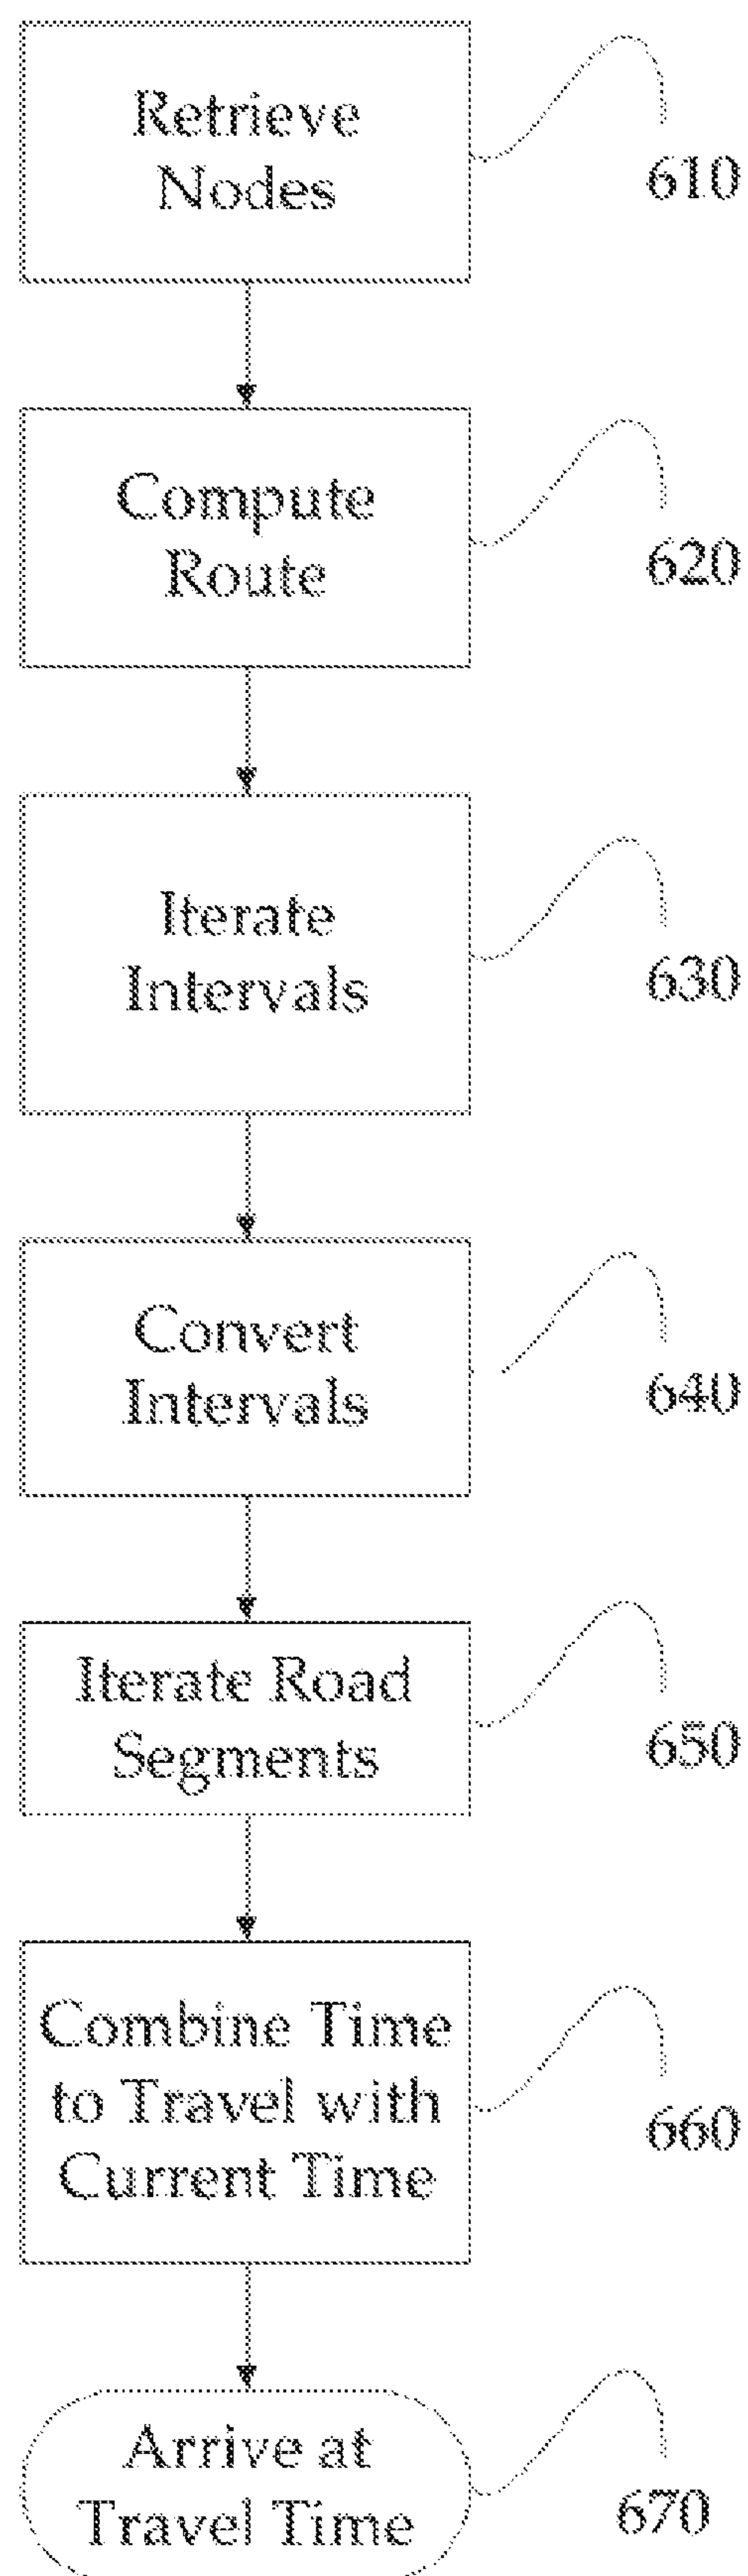 Retrieve
Nodes
610
Compute
Route
620
Iterate
Intervals
630
Convert
Intervals
640
Iterate Road
Segments
650
Combine Time
to Travel with
Current Time
660
Arrive at
Travel Time
670